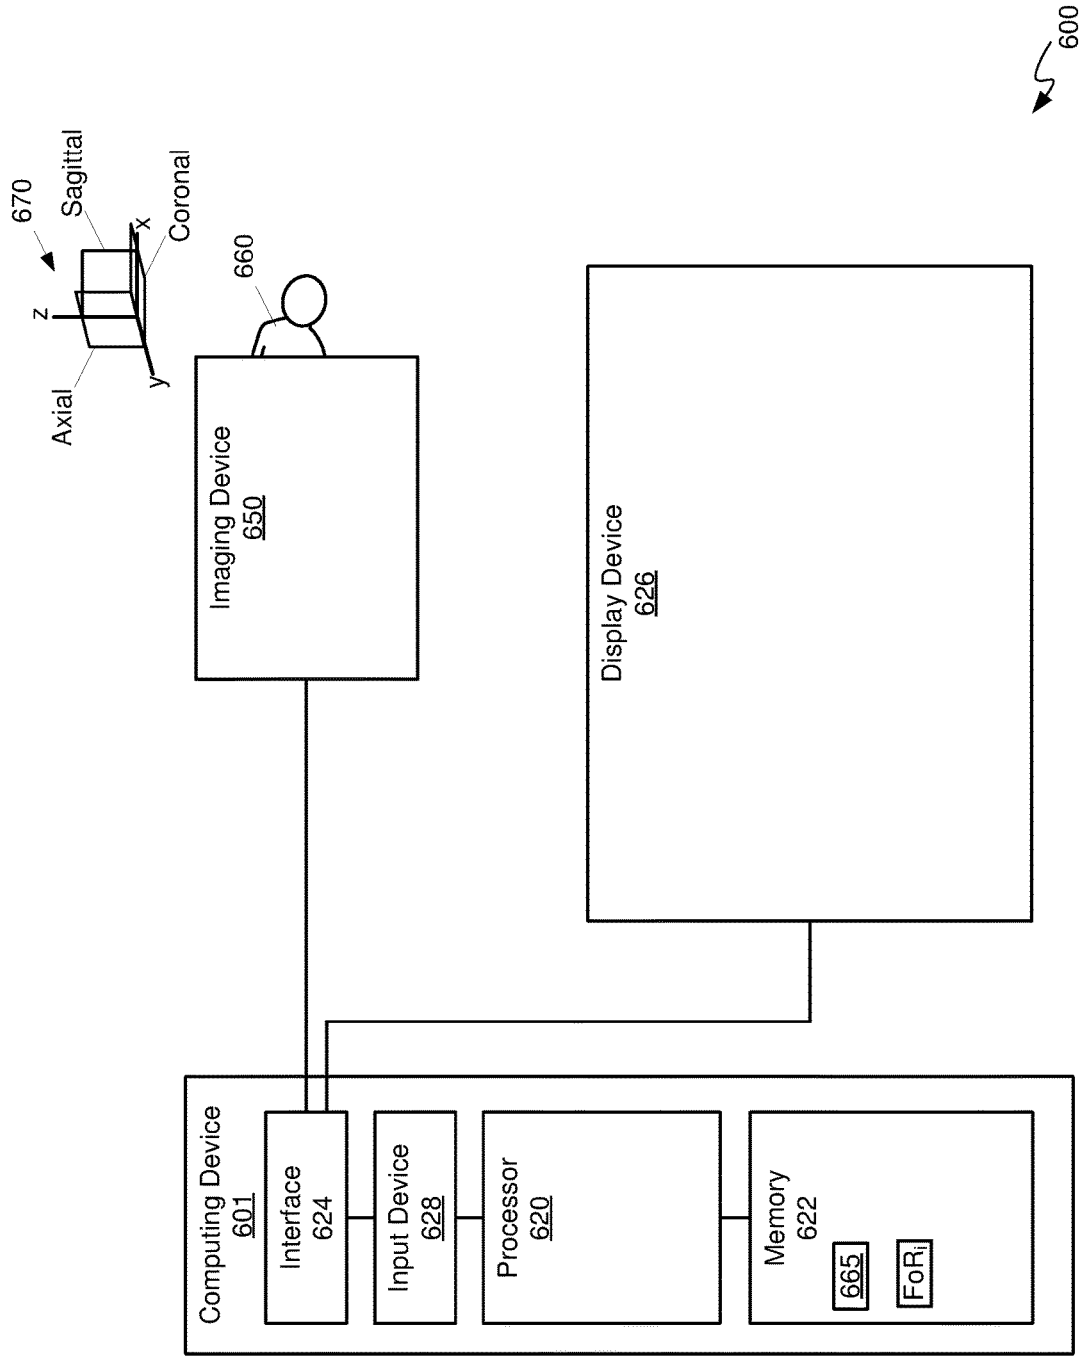 Computing Device
601
Interface
624
Input Device
628
Processor
620
Memory
622
665
FoRi
Imaging Device
650
660
Display Device
626
670
Axial
Sagittal
Coronal
z
y
x
600